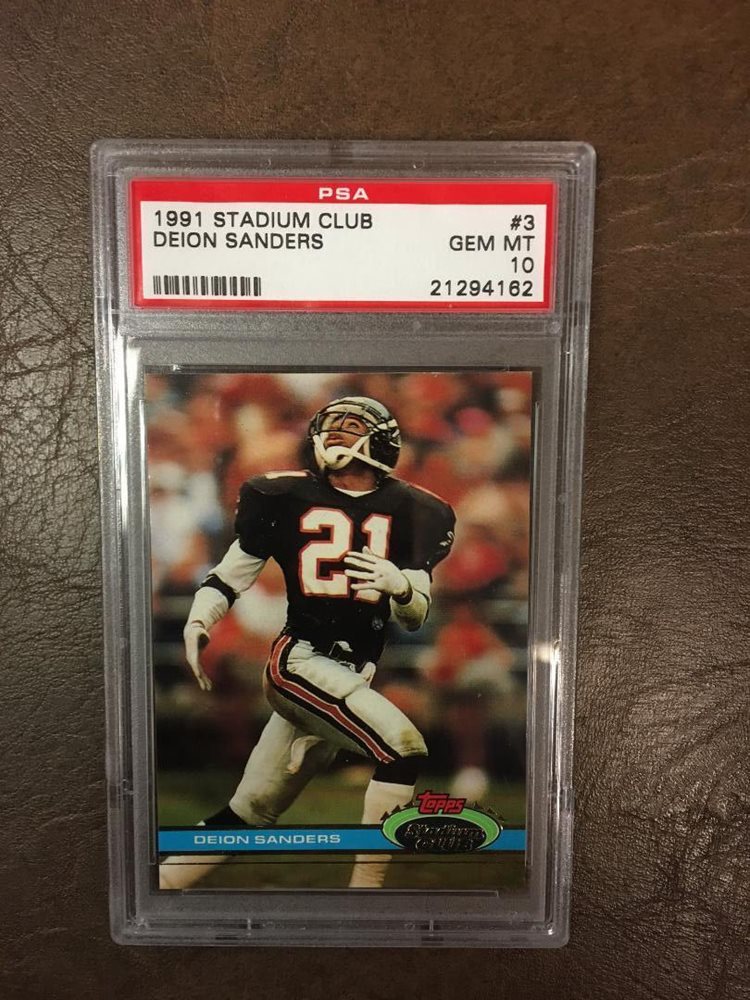 PSA
1991 STADIUM CLUB #3
DEION SANDERS GEM MT
10
21294162
21
Topps
Stadium
CLUB
DEION SANDERS